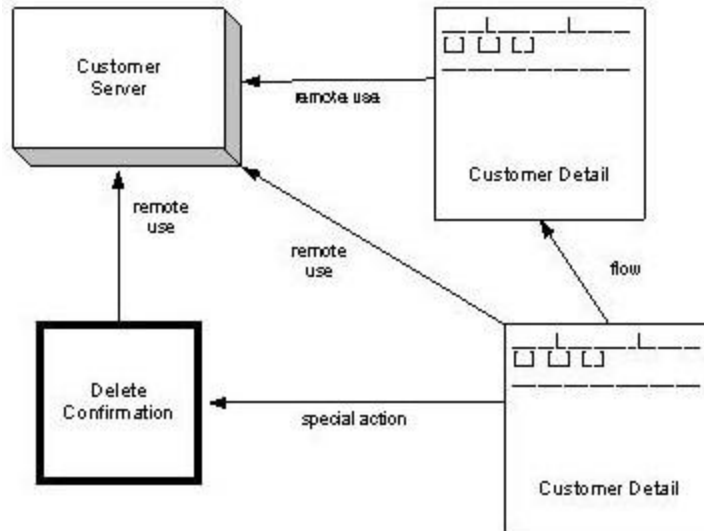 Customer
Server
remote use
Customer Detail
remote
use
remote
use
flow
Delete
Confirmation
special action
Customer Detail